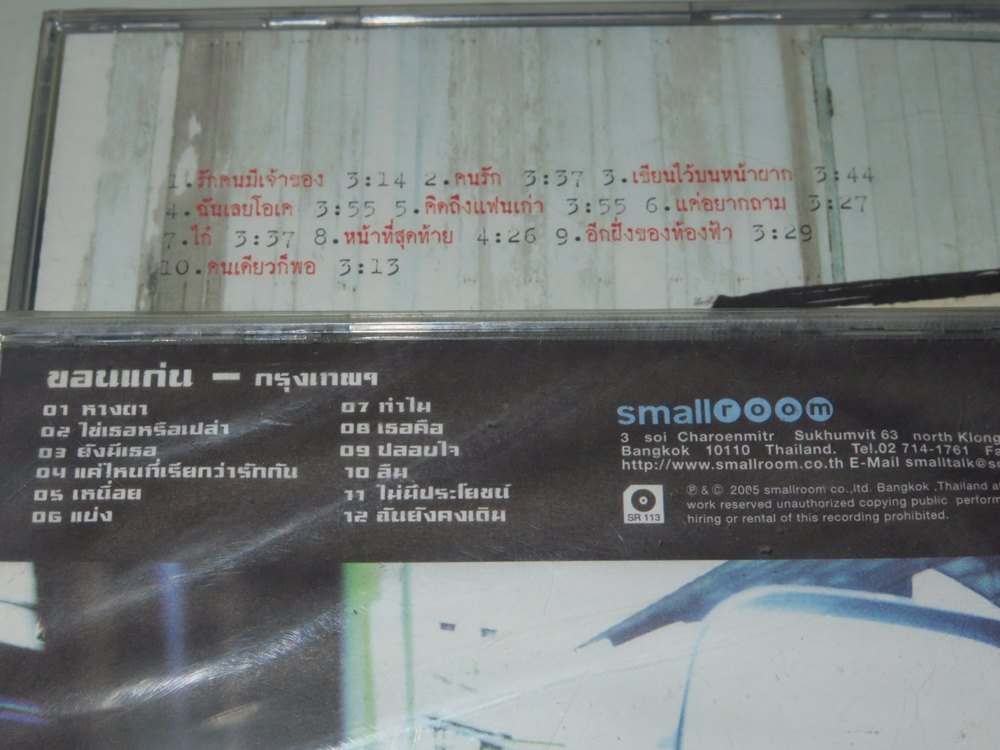 1.รักคนมีเจ้าของ 3:14 2.คนรัก 3:37 3.เขียนไว้บนหน้าผาก 3:44
4.ฉันเลยโอเค 3:55 5.คิดถึงแฟนเก่า 3:55 6.แค่อยากถาม 3:27
7.ไก๋ 3:37 8.หน้าที่สุดท้าย 4:26 9.อีกฝั่งของท้องฟ้า 3:29
10.คนเดียวก็พอ 3:13
ขอนแก่น – กรุงเทพฯ
01 หางตา
02 ใช่เธอหรือเปล่า
03 ยังมีเธอ
04 แค่ไหนที่เรียกว่ารักกัน
05 เหนื่อย
06 แบ่ง
07 ทำไม
08 เธอคือ
09 ปลอบใจ
10 ลืม
11 ไม่มีประโยชน์
12 ฉันยังคงเดิม
smallroom
3 soi Charoenmitr Sukhumvit 63 north Klong
Bangkok 10110 Thailand. Tel.02 714-1761
http://www.smallroom.co.th E-Mail smalltalk@
SR 113
℗ & © 2005 smallroom co.,ltd. Bangkok ,Thailand
work reserved unauthorized copying public perform
hiring or rental of this recording prohibited.